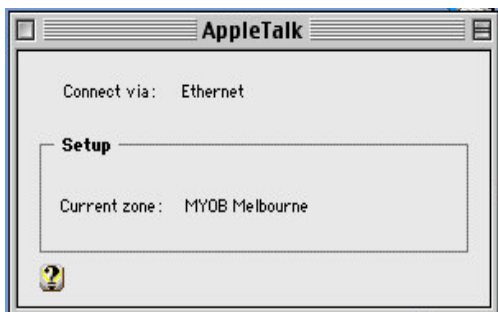 AppleTalk
Connect via: Ethernet
Setup
Current zone: MYOB Melbourne
?